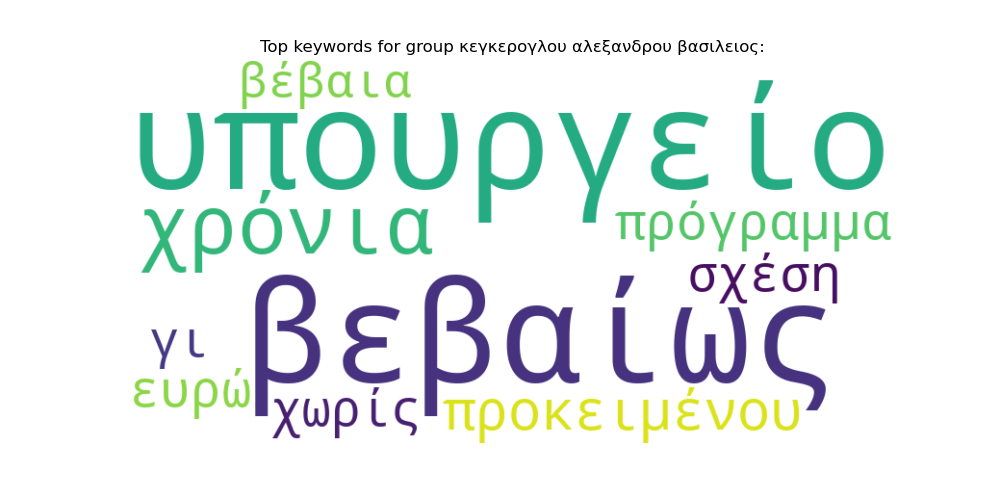 Top keywords for group κεγκερογλου αλεξανδρου βασιλειος:
βέβαια
υπουργείο
χρόνια
πρόγραμμα
σχέση
βεβαίως
γι
ευρώ
χωρίς
προκειμένου